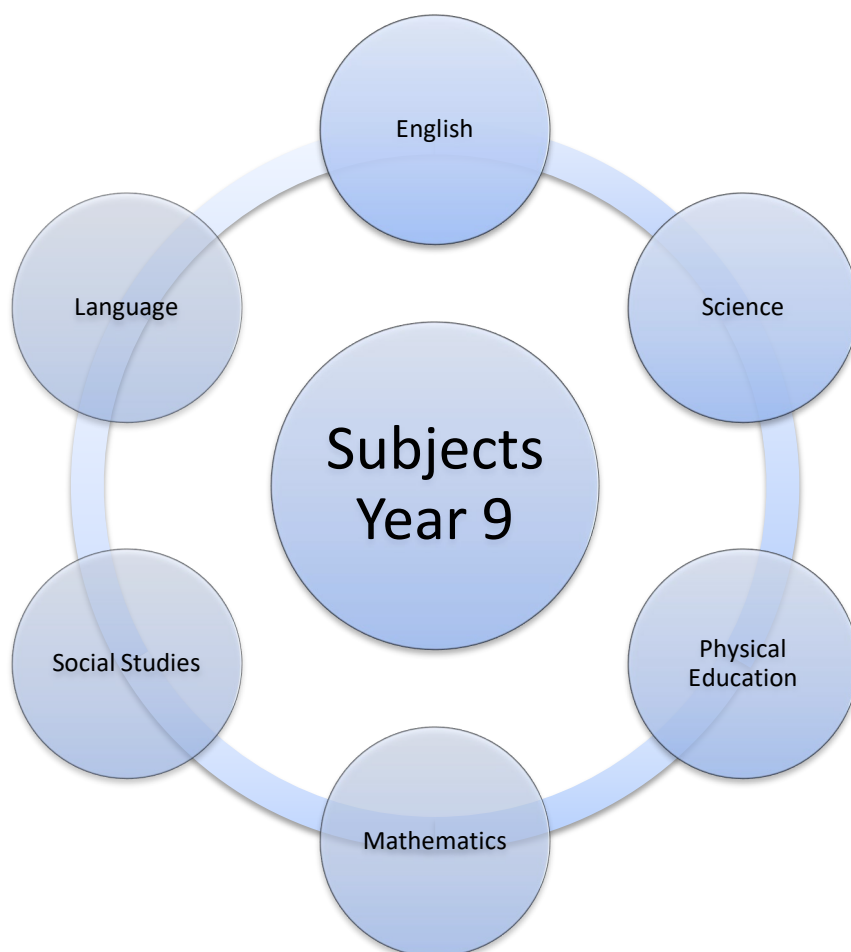 English
Science
Physical
Education
Mathematics
Social Studies
Language
Subjects
Year 9